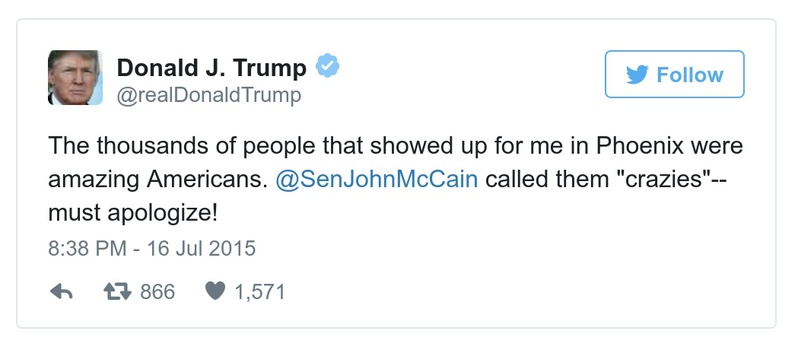 Donald J. Trump
@realDonaldTrump
Follow
The thousands of people that showed up for me in Phoenix were
amazing Americans. @SenJohnMcCain called them "crazies"--
must apologize!
8:38 PM - 16 Jul 2015
866 1,571